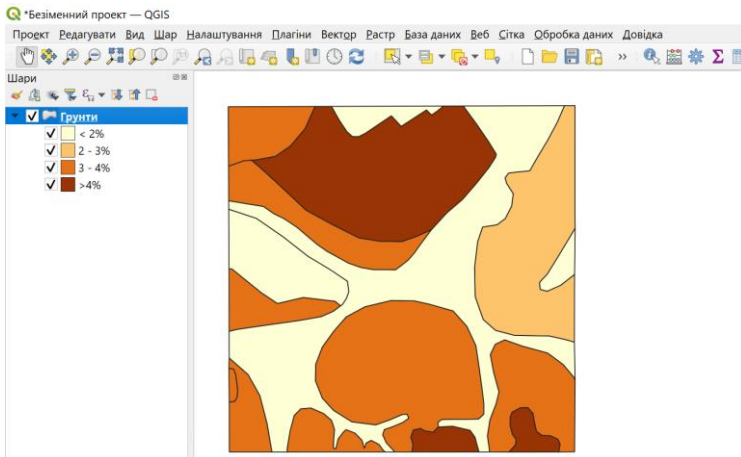 *Безіменний проект — QGIS
Проект Редагувати Вид Шар Налаштування Плагіни Вектор Растр База даних Веб Сітка Обробка даних Довідка
Шари
Грунти
< 2%
2 - 3%
3 - 4%
>4%